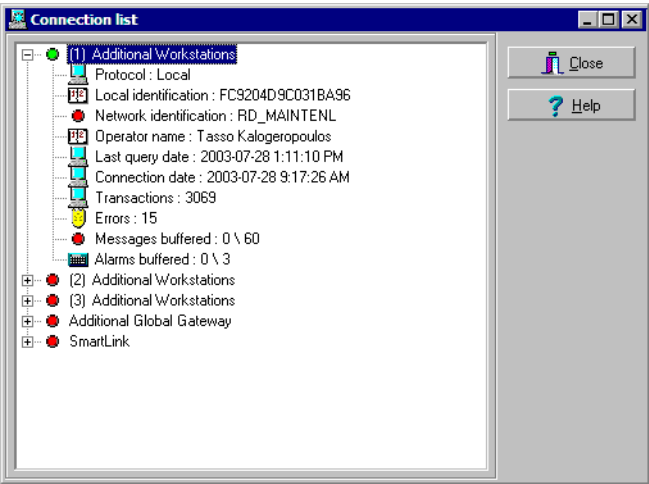 Connection list
(1) Additional Workstations
Protocol : Local
Local identification : FC9204D9C031BA96
Network identification : RD_MAINTENL
Operator name : Tasso Kalogeropoulos
Last query date : 2003-07-28 1:11:10 PM
Connection date : 2003-07-28 9:17:26 AM
Transactions : 3069
Errors : 15
Messages buffered : 0 \ 60
Alarms buffered : 0 \ 3
(2) Additional Workstations
(3) Additional Workstations
Additional Global Gateway
SmartLink
Close
Help